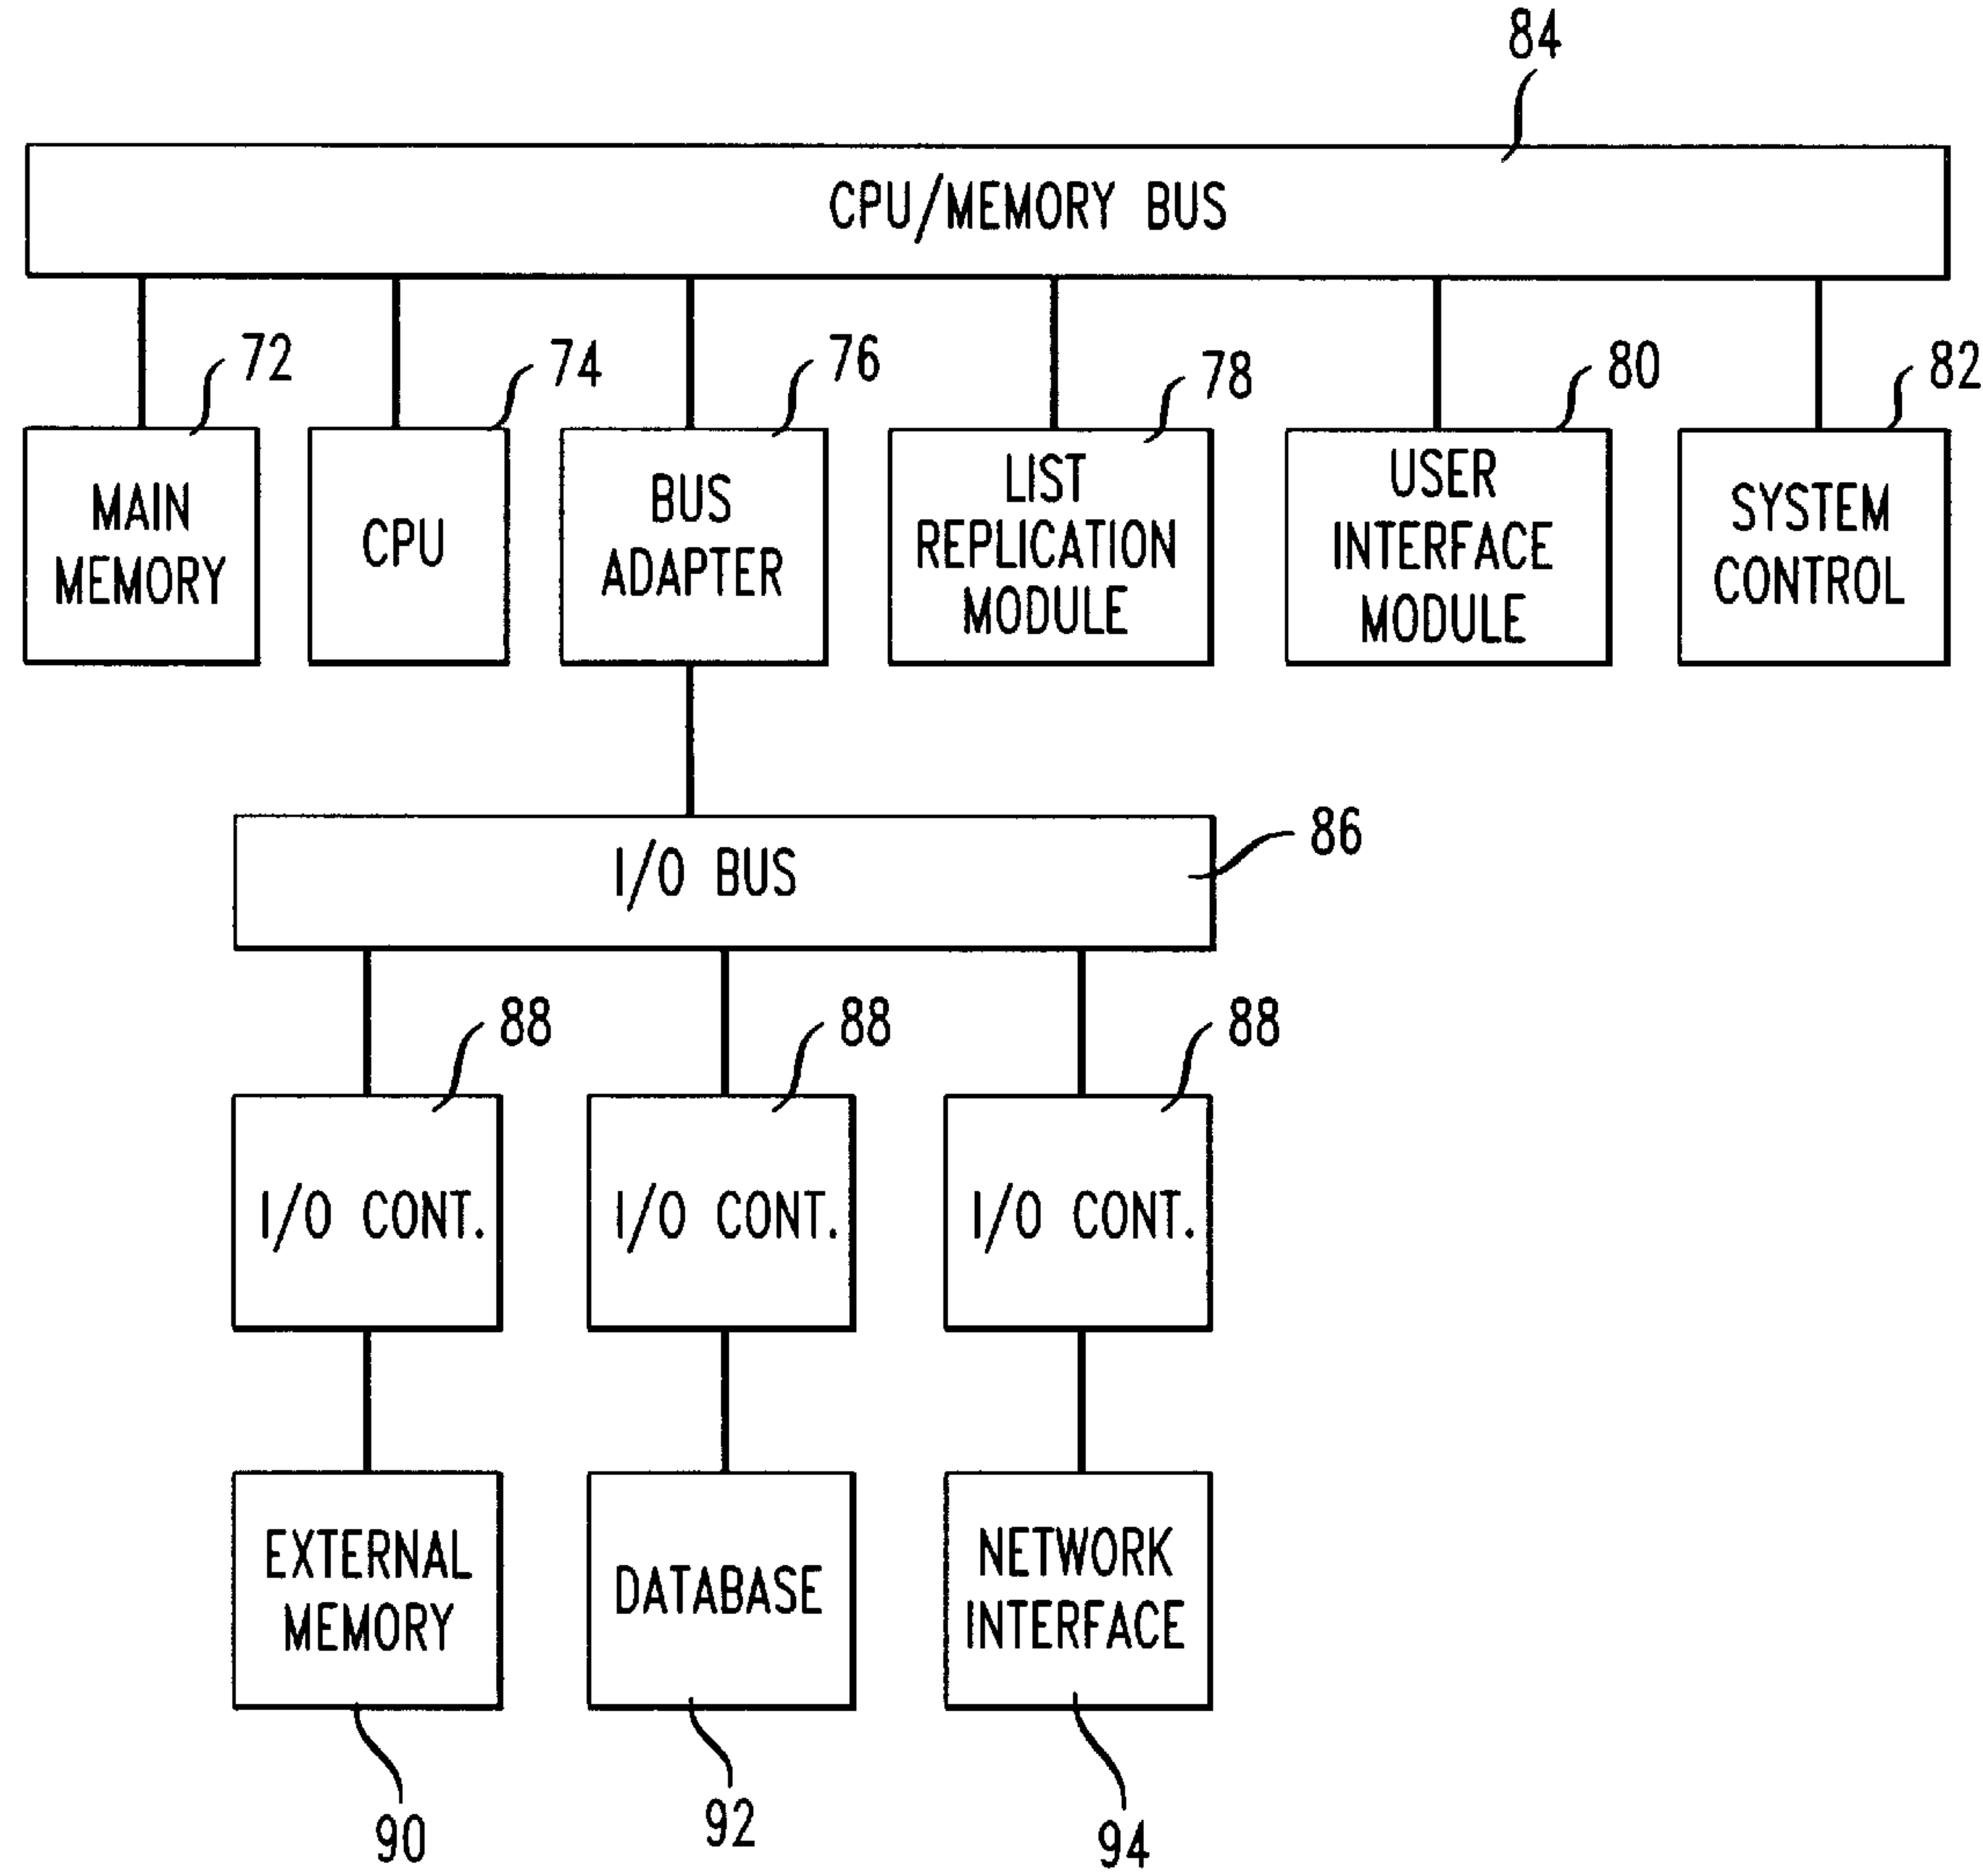 84
CPU/MEMORY BUS
72
74
76
78
80
82
MAIN
MEMORY
CPU
BUS
ADAPTER
LIST
REPLICATION
MODULE
USER
INTERFACE
MODULE
SYSTEM
CONTROL
86
I/O BUS
88
88
88
I/O CONT.
I/O CONT.
I/O CONT.
EXTERNAL
MEMORY
DATABASE
NETWORK
INTERFACE
90
92
94